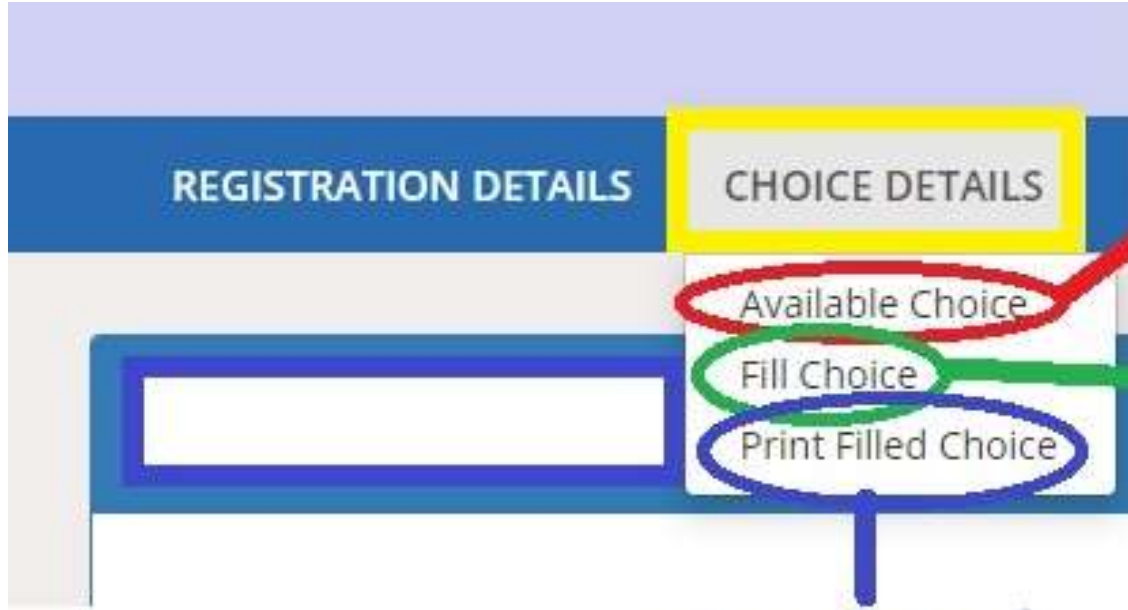 REGISTRATION DETAILS CHOICE DETAILS
Available Choice
Fill Choice
Print Filled Choice